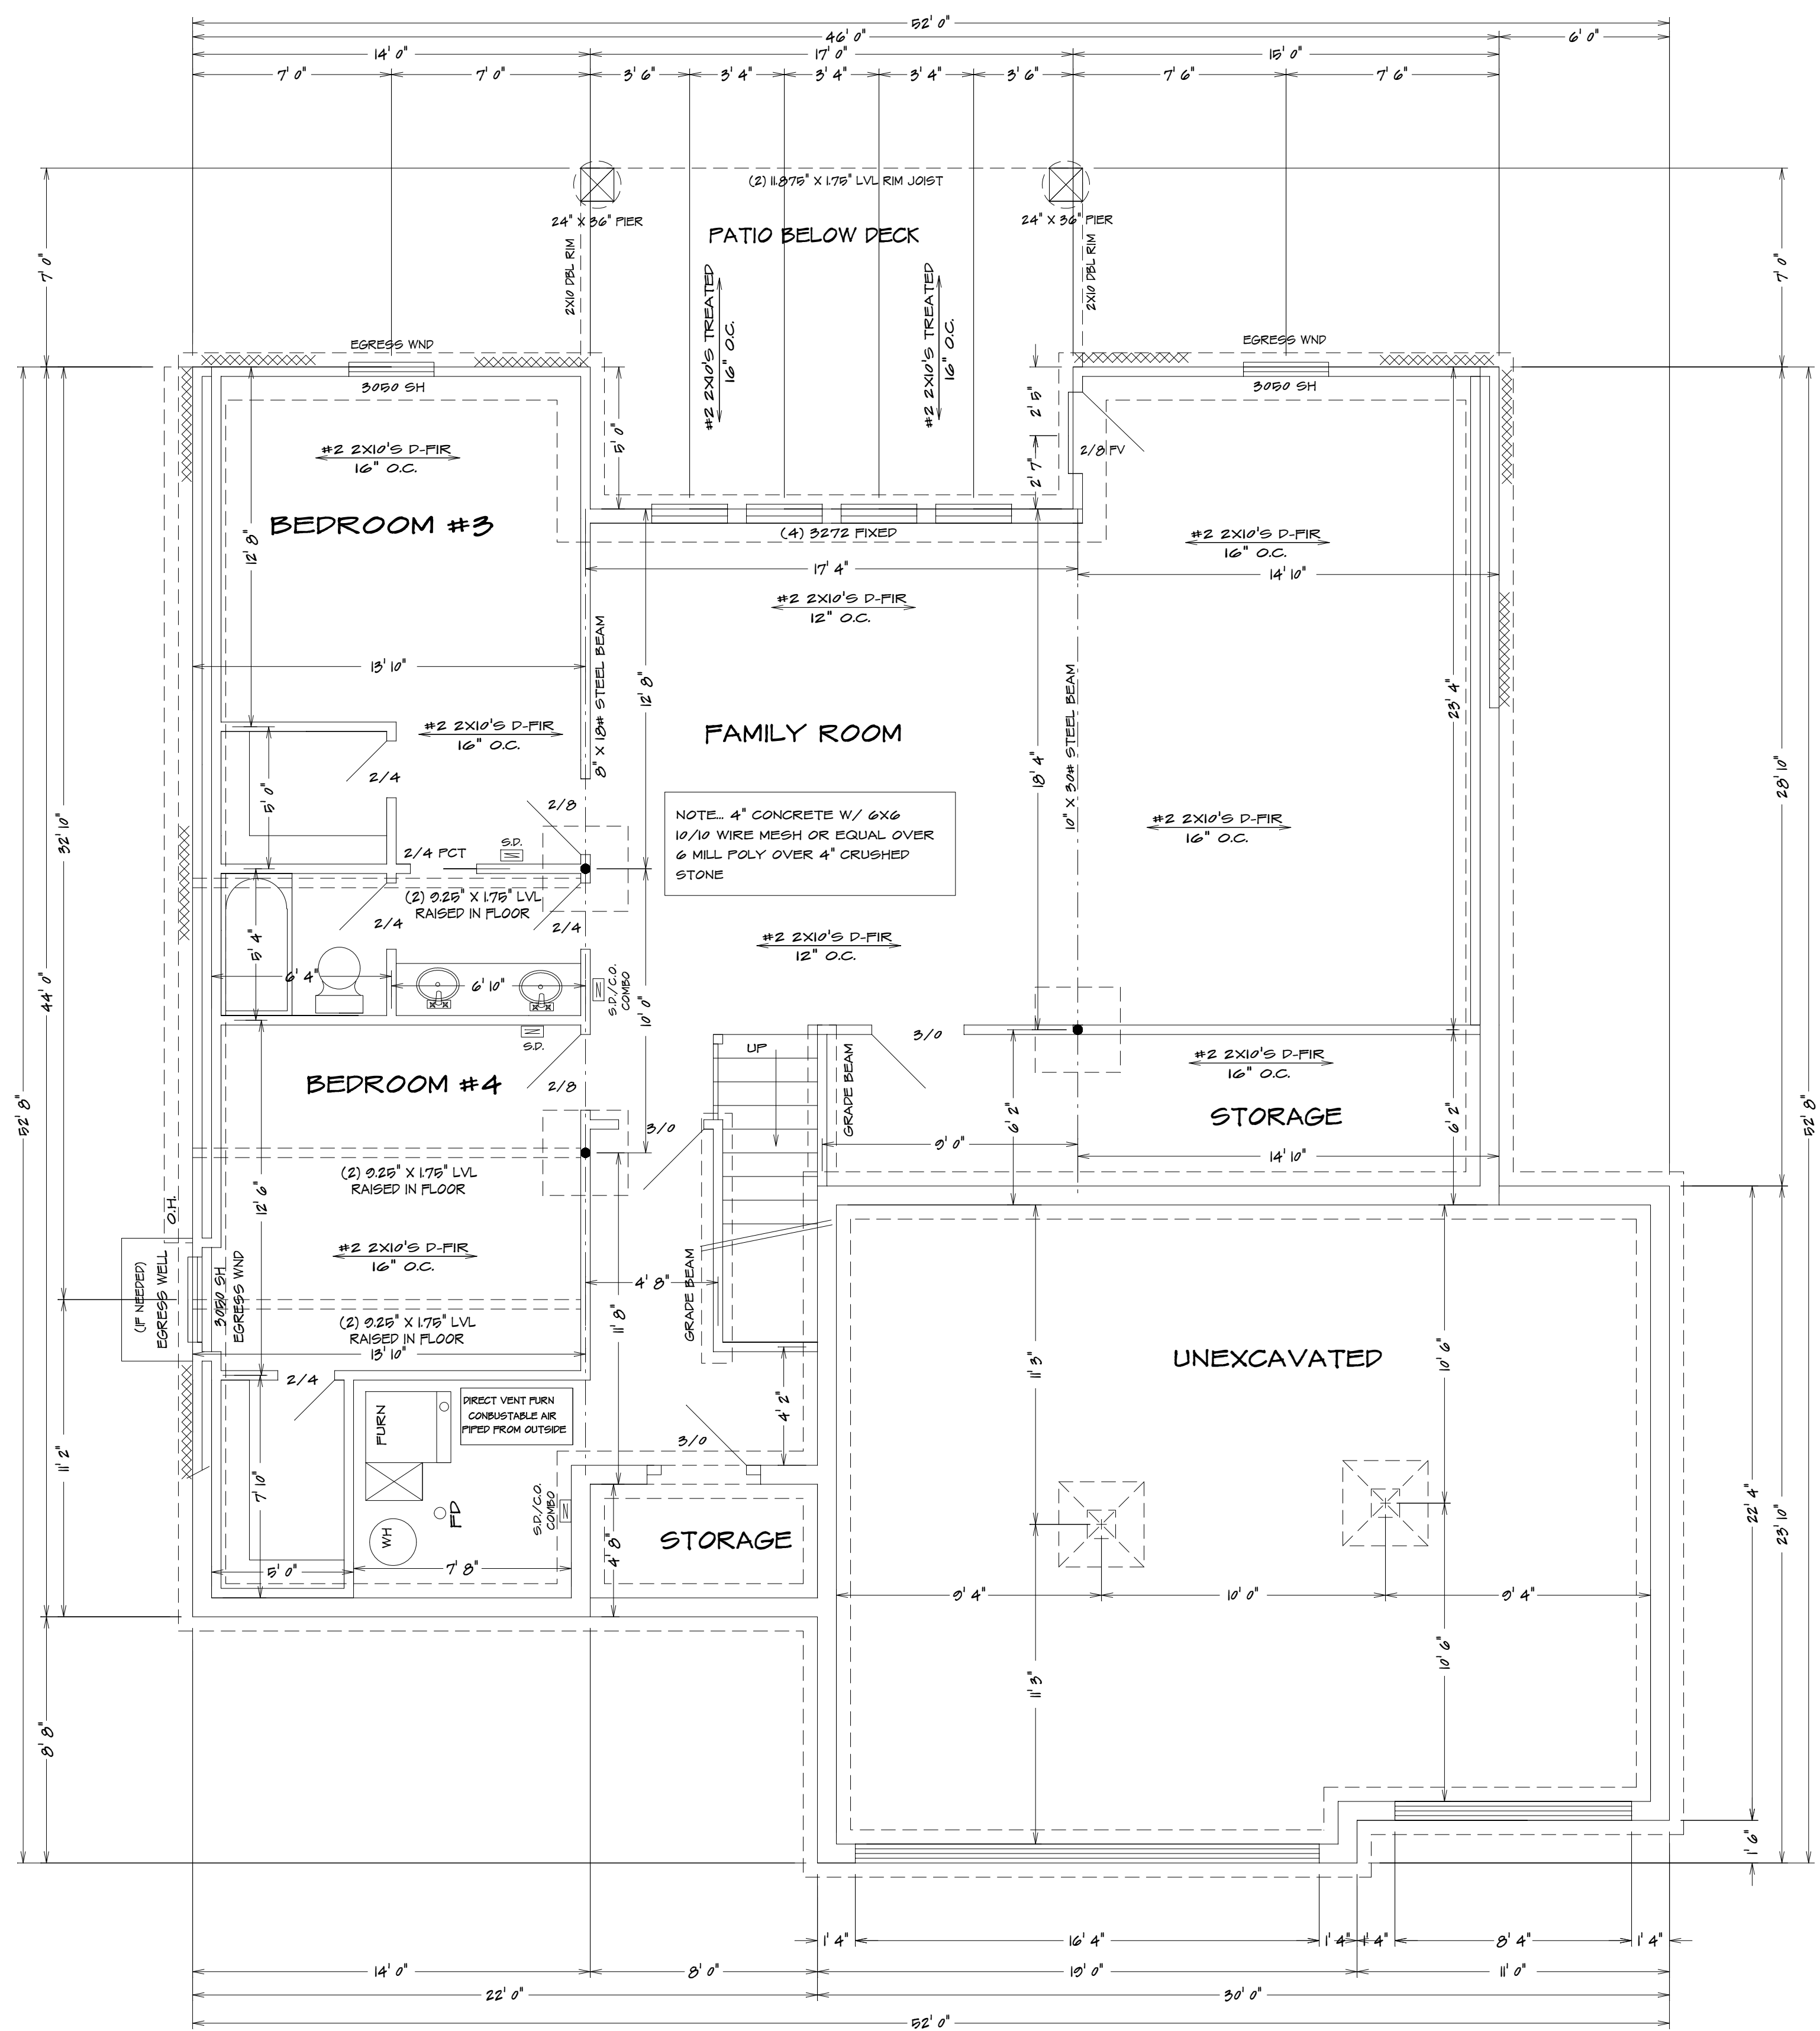 52' 0"
46' 0"
6' 0"
14' 0"
17' 0"
15' 0"
7' 0"
7' 0"
3' 6"
3' 4"
3' 4"
3' 4"
3' 6"
7' 6"
7' 6"
(2) 11.875" X 1.75" LVL RIM JOIST
24" X 36" PIER
24" X 36" PIER
PATIO BELOW DECK
7' 0"
7' 0"
2X10 DBL RIM
2X10 DBL RIM
#2 2X10'S TREATED
16" O.C.
#2 2X10'S TREATED
16" O.C.
EGRESS WND
3050 SH
EGRESS WND
3050 SH
5' 0"
2' 5"
2' 7"
2/8 FV
#2 2X10'S D-FIR
16" O.C.
BEDROOM #3
12' 8"
(4) 3272 FIXED
#2 2X10'S D-FIR
16" O.C.
17' 4"
14' 10"
#2 2X10'S D-FIR
12" O.C.
13' 10"
8" X 18# STEEL BEAM
12' 8"
10" X 30# STEEL BEAM
18' 4"
23' 4"
FAMILY ROOM
#2 2X10'S D-FIR
16" O.C.
2/4
5' 0"
2/8
NOTE... 4" CONCRETE W/ 6X6
10/10 WIRE MESH OR EQUAL OVER
6 MILL POLY OVER 4" CRUSHED
STONE
#2 2X10'S D-FIR
16" O.C.
28' 10"
32' 10"
S.D.
2/4 PCT
(2) 9.25" X 1.75" LVL
RAISED IN FLOOR
2/4
2/4
5' 4"
6' 4"
6' 10"
S.D./C.O.
COMBO
10' 0"
#2 2X10'S D-FIR
12" O.C.
44' 0"
S.D.
UP
3/0
GRADE BEAM
#2 2X10'S D-FIR
16" O.C.
BEDROOM #4
2/8
3/0
STORAGE
6' 2"
6' 2"
9' 0"
14' 10"
52' 8"
52' 8"
(2) 9.25" X 1.75" LVL
RAISED IN FLOOR
12' 6"
O.H.
(IF NEEDED)
EGRESS WELL
3050 SH
EGRESS WND
#2 2X10'S D-FIR
16" O.C.
4' 8"
GRADE BEAM
11' 8"
(2) 9.25" X 1.75" LVL
RAISED IN FLOOR
13' 10"
UNEXCAVATED
11' 3"
10' 6"
2/4
FURN
DIRECT VENT FURN
CONBUSTABLE AIR
PIPED FROM OUTSIDE
4' 2"
3/0
11' 2"
7' 10"
FD
WH
S.D./C.O.
COMBO
STORAGE
4' 8"
5' 0"
7' 8"
9' 4"
10' 0"
9' 4"
22' 4"
23' 10"
11' 3"
10' 6"
8' 8"
1' 6"
1' 4"
16' 4"
1' 4"
1' 4"
8' 4"
1' 4"
14' 0"
8' 0"
19' 0"
11' 0"
22' 0"
30' 0"
52' 0"